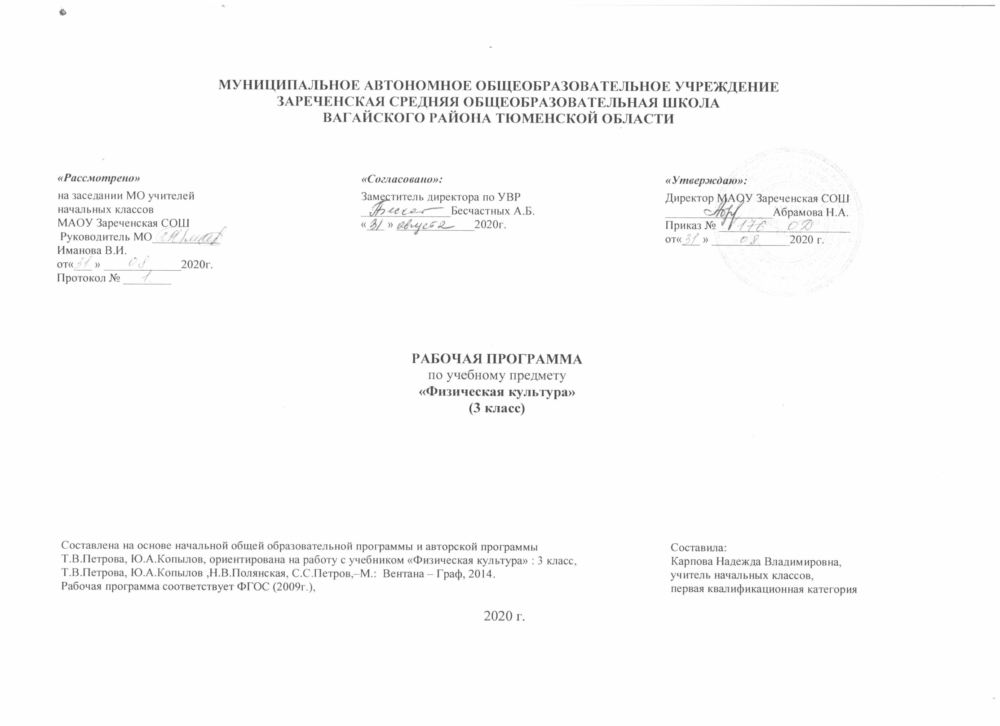 МУНИЦИПАЛЬНОЕ АВТОНОМНОЕ ОБЩЕОБРАЗОВАТЕЛЬНОЕ УЧРЕЖДЕНИЕ
ЗАРЕЧЕНСКАЯ СРЕДНЯЯ ОБЩЕОБРАЗОВАТЕЛЬНАЯ ШКОЛА
ВАГАЙСКОГО РАЙОНА ТЮМЕНСКОЙ ОБЛАСТИ
«Рассмотрено»
на заседании МО учителей
начальных классов
МАОУ Зареченская СОШ
Руководитель МО
Иманова В.И.
от« 31 » 08 2020г.
Протокол № 1.
«Согласовано»:
Заместитель директора по УВР
Бесчастных А.Б.
« 31 » августа 2020г.
«Утверждаю»:
Директор МАОУ Зареченская СОШ
Абрамова Н.А.
Приказ № 176 - ОД
от« 31 » 08 2020 г.
РАБОЧАЯ ПРОГРАММА
по учебному предмету
«Физическая культура»
(3 класс)
Составлена на основе начальной общей образовательной программы и авторской программы
Т.В.Петрова, Ю.А.Копылов, ориентирована на работу с учебником «Физическая культура» : 3 класс,
Т.В.Петрова, Ю.А.Копылов ,Н.В.Полянская, С.С.Петров,–М.: Вентана – Граф, 2014.
Рабочая программа соответствует ФГОС (2009г.),
Составила:
Карпова Надежда Владимировна,
учитель начальных классов,
первая квалификационная категория
2020 г.